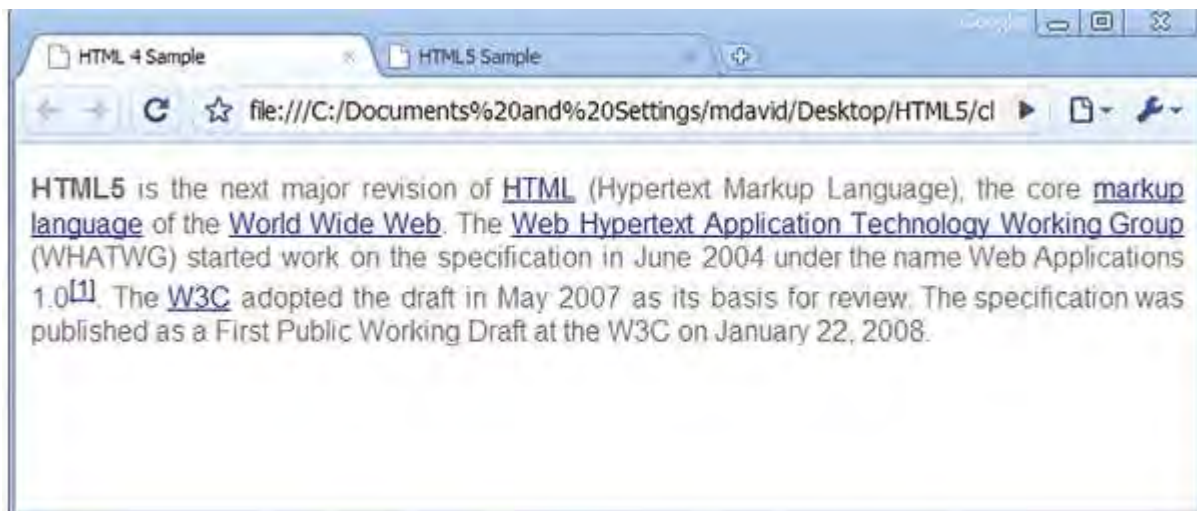 Google
HTML 4 Sample
HTML5 Sample
file:///C:/Documents%20and%20Settings/mdavid/Desktop/HTML5/cl
HTML5 is the next major revision of HTML (Hypertext Markup Language), the core markup
language of the World Wide Web. The Web Hypertext Application Technology Working Group
(WHATWG) started work on the specification in June 2004 under the name Web Applications
1.0[1]. The W3C adopted the draft in May 2007 as its basis for review. The specification was
published as a First Public Working Draft at the W3C on January 22, 2008.